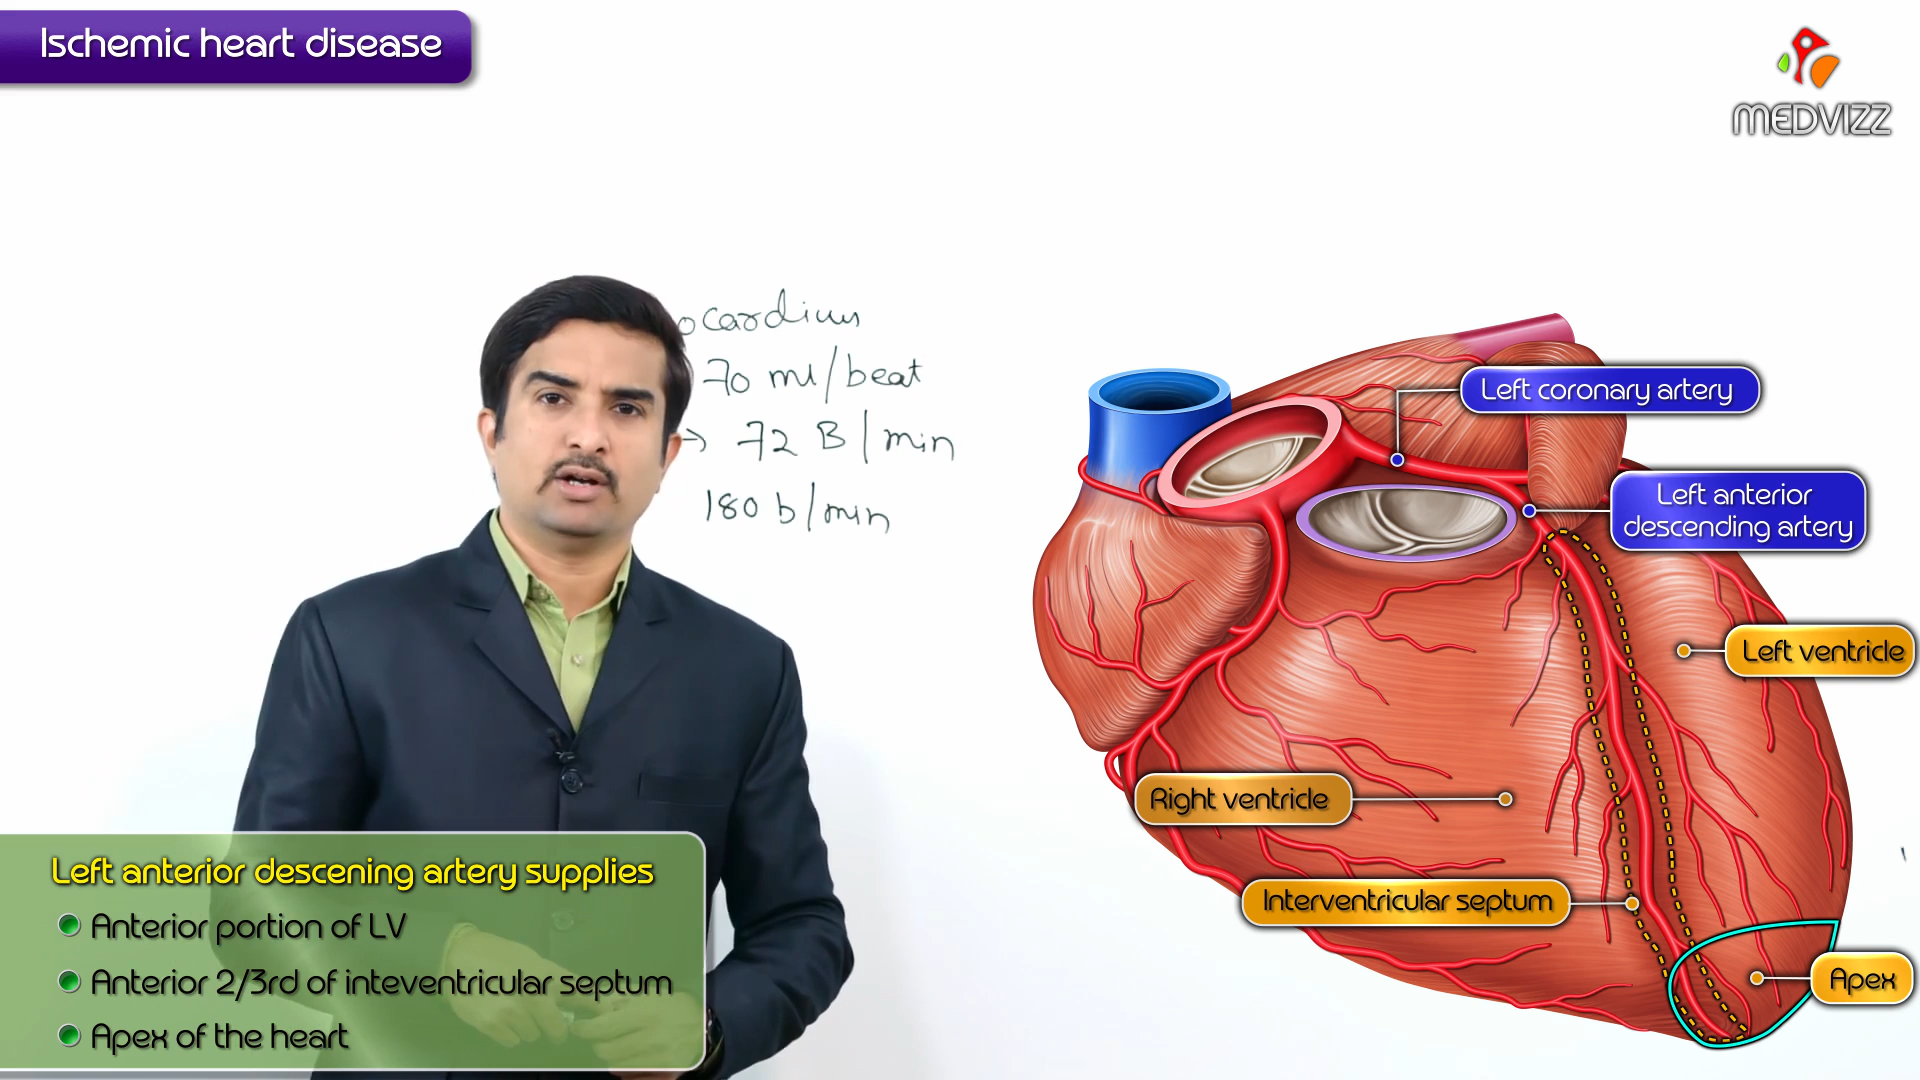 Ischemic heart disease
MEDVIZZ
ocardium
70 ml/beat
→ 72 B/min
180 b/min
Left coronary artery
Left anterior
descending artery
Left ventricle
Right ventricle
Interventricular septum
Apex
Left anterior descening artery supplies
Anterior portion of LV
Anterior 2/3rd of inteventricular septum
Apex of the heart